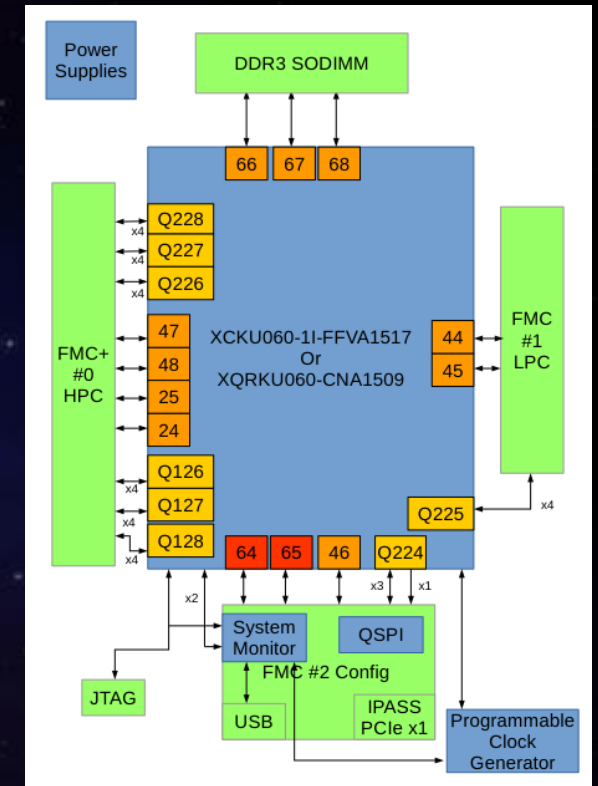 Power
Supplies
DDR3 SODIMM
66
67
68
Q228
x4
Q227
x4
Q226
x4
FMC+
#0
HPC
47
48
25
24
XCKU060-1I-FFVA1517
Or
XQRKU060-CNA1509
44
45
FMC
#1
LPC
Q126
x4
Q127
x4
Q128
x4
Q225
x4
64
65
46
Q224
x2
x3
x1
System
Monitor
QSPI
FMC #2 Config
JTAG
USB
IPASS
PCIe x1
Programmable
Clock
Generator